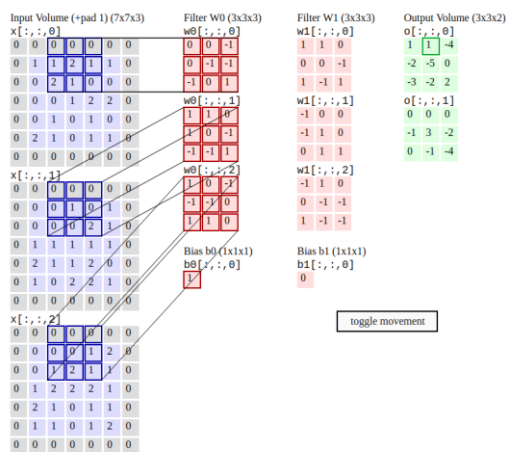 Input Volume (+pad 1) (7x7x3)
x[:,:,0]
0 0 0 0 0 0 0
0 1 1 2 1 1 0
0 0 2 1 0 0 0
0 0 0 1 2 2 0
0 0 1 0 1 0 0
0 2 1 0 1 1 0
0 0 0 0 0 0 0
x[:,:,1]
0 0 0 0 0 0 0
0 0 0 1 0 1 0
0 0 0 0 2 1 0
0 1 1 1 1 1 0
0 2 1 1 2 0 0
0 1 0 2 2 1 0
0 0 0 0 0 0 0
x[:,:,2]
0 0 0 0 0 0 0
0 0 0 0 1 2 0
0 0 1 2 1 1 0
0 1 2 2 2 1 0
0 2 1 0 1 1 0
0 1 1 0 1 2 0
0 0 0 0 0 0 0
Filter W0 (3x3x3)
w0[:,:,0]
0 0 -1
0 -1 -1
-1 0 1
w0[:,:,1]
1 1 0
1 0 -1
-1 -1 1
w0[:,:,2]
1 0 -1
-1 -1 0
1 1 0
Bias b0 (1x1x1)
b0[:,:,0]
1
Filter W1 (3x3x3)
w1[:,:,0]
1 1 0
0 0 -1
1 -1 1
w1[:,:,1]
-1 0 0
-1 1 0
0 1 1
w1[:,:,2]
-1 1 0
0 -1 -1
1 -1 -1
Bias b1 (1x1x1)
b1[:,:,0]
0
Output Volume (3x3x2)
o[:,:,0]
1 1 -4
-2 -5 0
-3 -2 2
o[:,:,1]
0 0 0
-1 3 -2
0 -1 -4
toggle movement